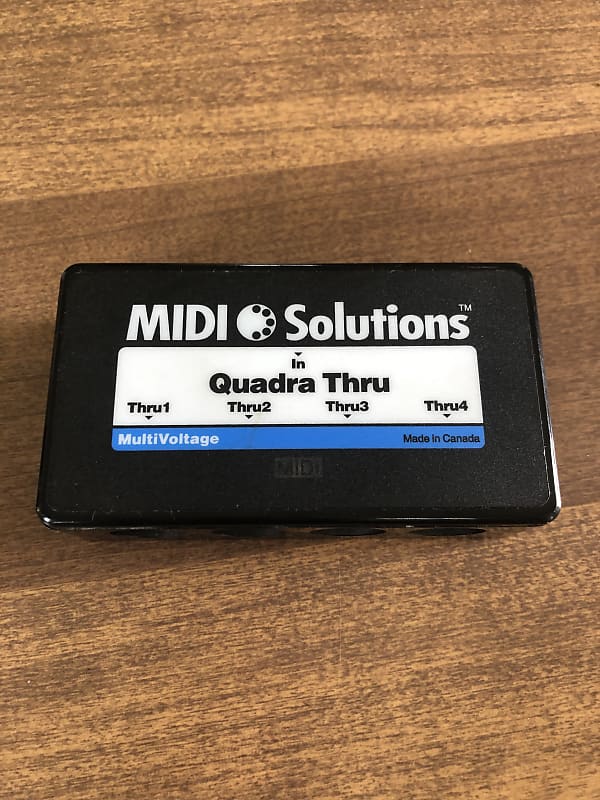 MIDI Solutions™
In
Quadra Thru
Thru1 Thru2 Thru3 Thru4
MultiVoltage Made in Canada
MIDI